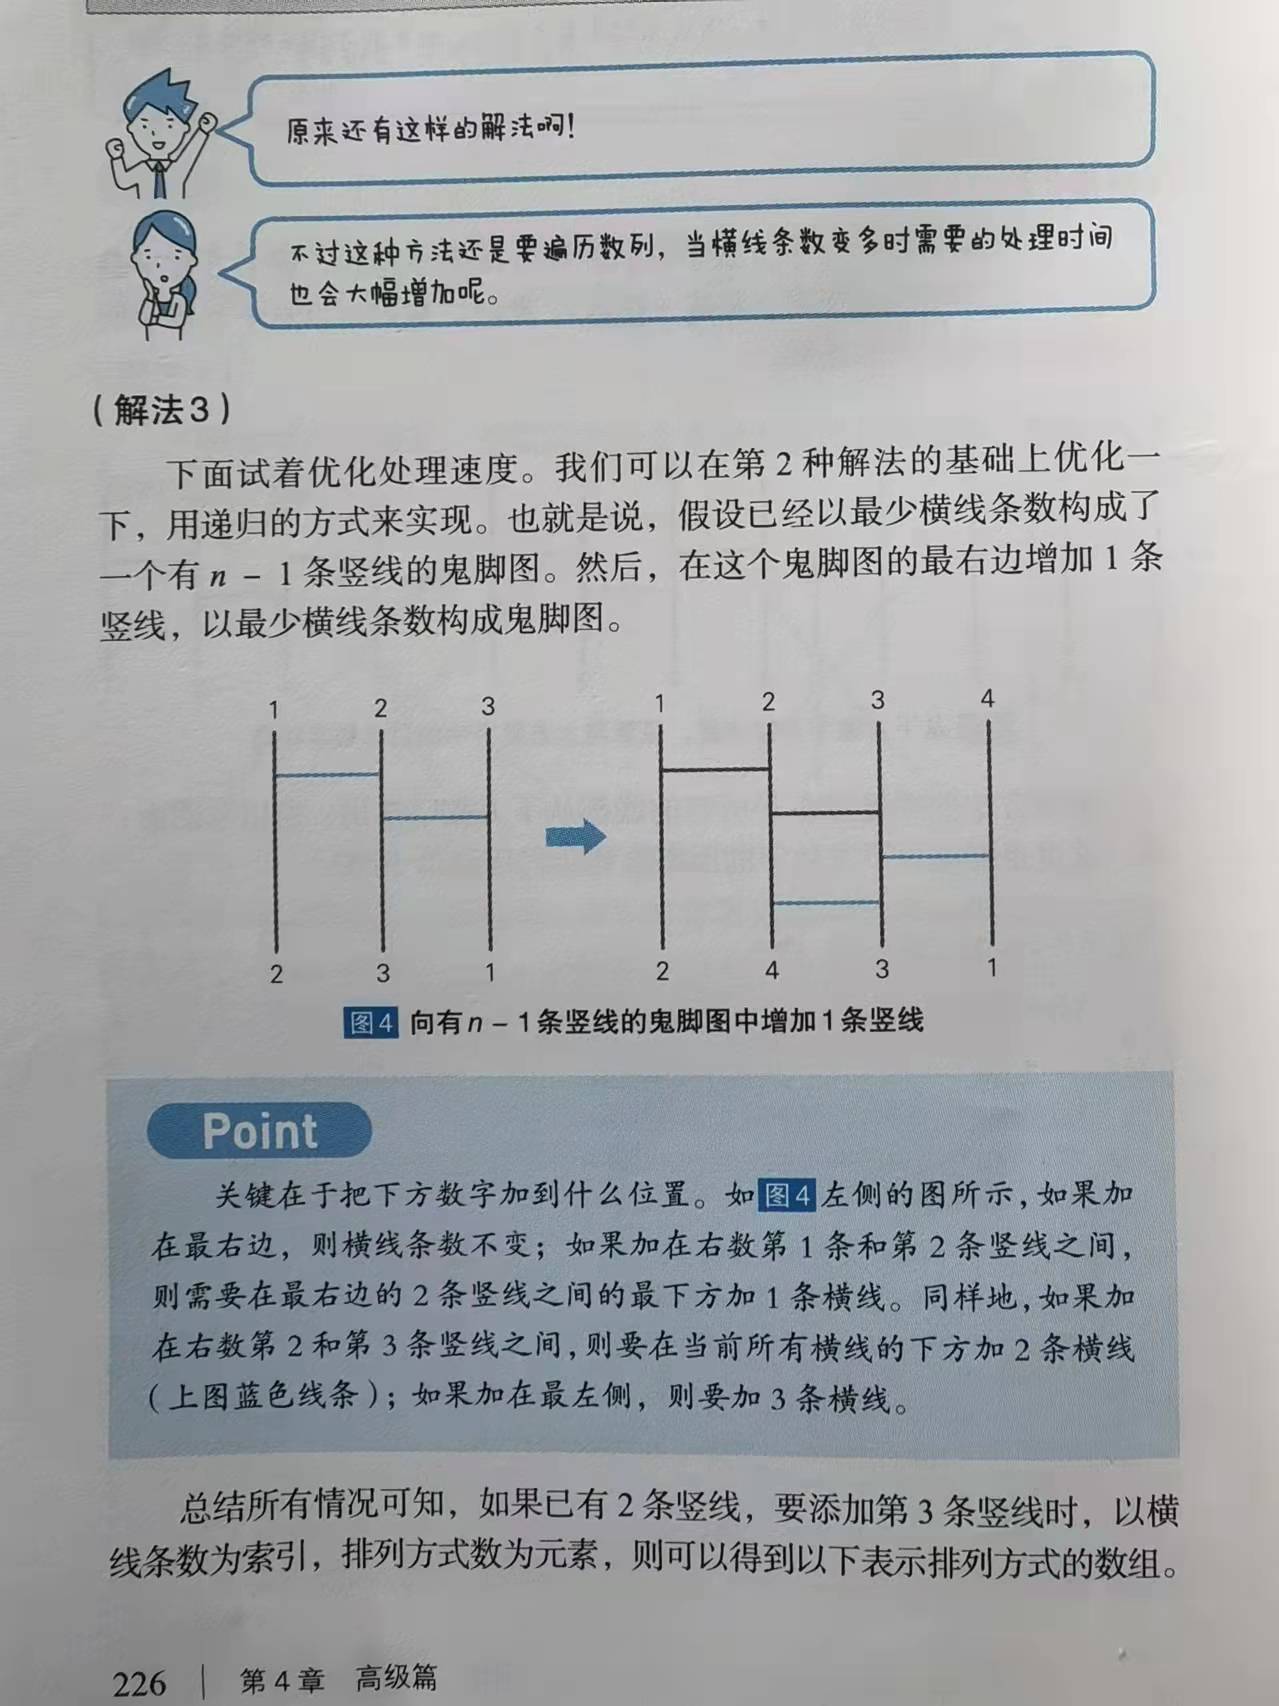 原来还有这样的解法啊！
不过这种方法还是要遍历数列，当横线条数变多时需要的处理时间
也会大幅增加呢。
（解法3）
下面试着优化处理速度。我们可以在第 2 种解法的基础上优化一
下，用递归的方式来实现。也就是说，假设已经以最少横线条数构成了
一个有 n − 1 条竖线的鬼脚图。然后，在这个鬼脚图的最右边增加 1 条
竖线，以最少横线条数构成鬼脚图。
1 2 3
1 2 3 4
2 3 1
2 4 3 1
图4 向有 n − 1 条竖线的鬼脚图中增加 1 条竖线
Point
关键在于把下方数字加到什么位置。如图4左侧的图所示，如果加
在最右边，则横线条数不变；如果加在右数第 1 条和第 2 条竖线之间，
则需要在最右边的 2 条竖线之间的最下方加 1 条横线。同样地，如果加
在右数第 2 和第 3 条竖线之间，则要在当前所有横线的下方加 2 条横线
（上图蓝色线条）；如果加在最左侧，则要加 3 条横线。
总结所有情况可知，如果已有 2 条竖线，要添加第 3 条竖线时，以横
线条数为索引，排列方式数为元素，则可以得到以下表示排列方式的数组。
226 | 第 4 章 高级篇